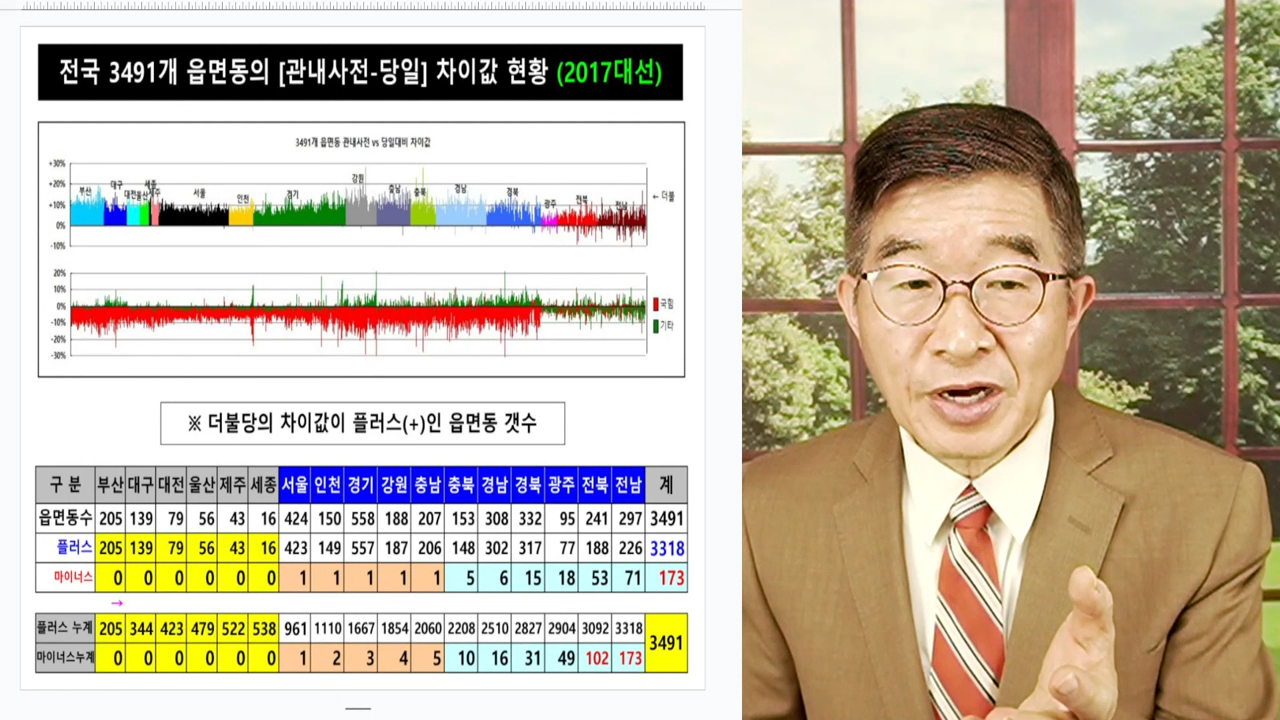 전국 3491개 읍면동의 [관내사전-당일] 차이값 현황 (2017대선)
3491개 읍면동 관내사전 vs 당일대비 차이값
+30%
+20%
+10%
0%
-10%
부산 대구 대전 울산 세종 제주 서울 인천 경기 강원 충남 충북 경남 경북 광주 전북 전남
← 더불
20%
10%
0%
-10%
-20%
-30%
국힘
기타
※ 더불당의 차이값이 플러스(+)인 읍면동 갯수
구 분 부산 대구 대전 울산 제주 세종 서울 인천 경기 강원 충남 충북 경남 경북 광주 전북 전남 계
읍면동수 205 139 79 56 43 16 424 150 558 188 207 153 308 332 95 241 297 3491
플러스 205 139 79 56 43 16 423 149 557 187 206 148 302 317 77 188 226 3318
마이너스 0 0 0 0 0 0 1 1 1 1 1 5 6 15 18 53 71 173
→
플러스 누계 205 344 423 479 522 538 961 1110 1667 1854 2060 2208 2510 2827 2904 3092 3318 3491
마이너스누계 0 0 0 0 0 0 1 2 3 4 5 10 16 31 49 102 173